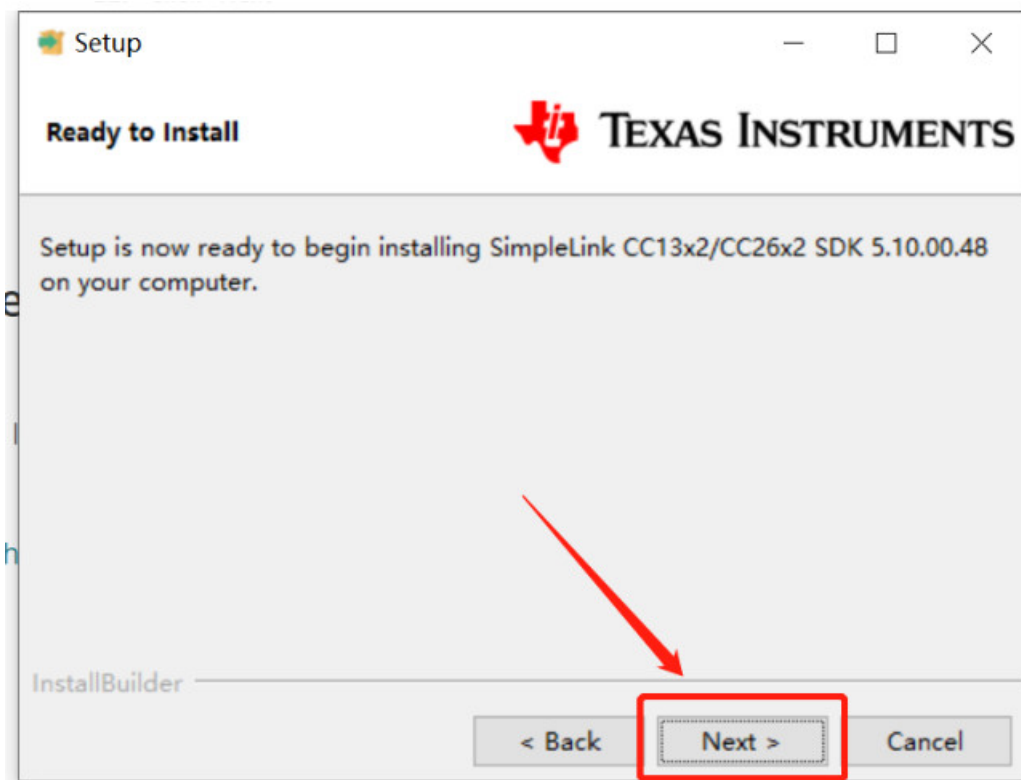 Setup
Ready to Install
TEXAS INSTRUMENTS
Setup is now ready to begin installing SimpleLink CC13x2/CC26x2 SDK 5.10.00.48
on your computer.
InstallBuilder
< Back
Next >
Cancel